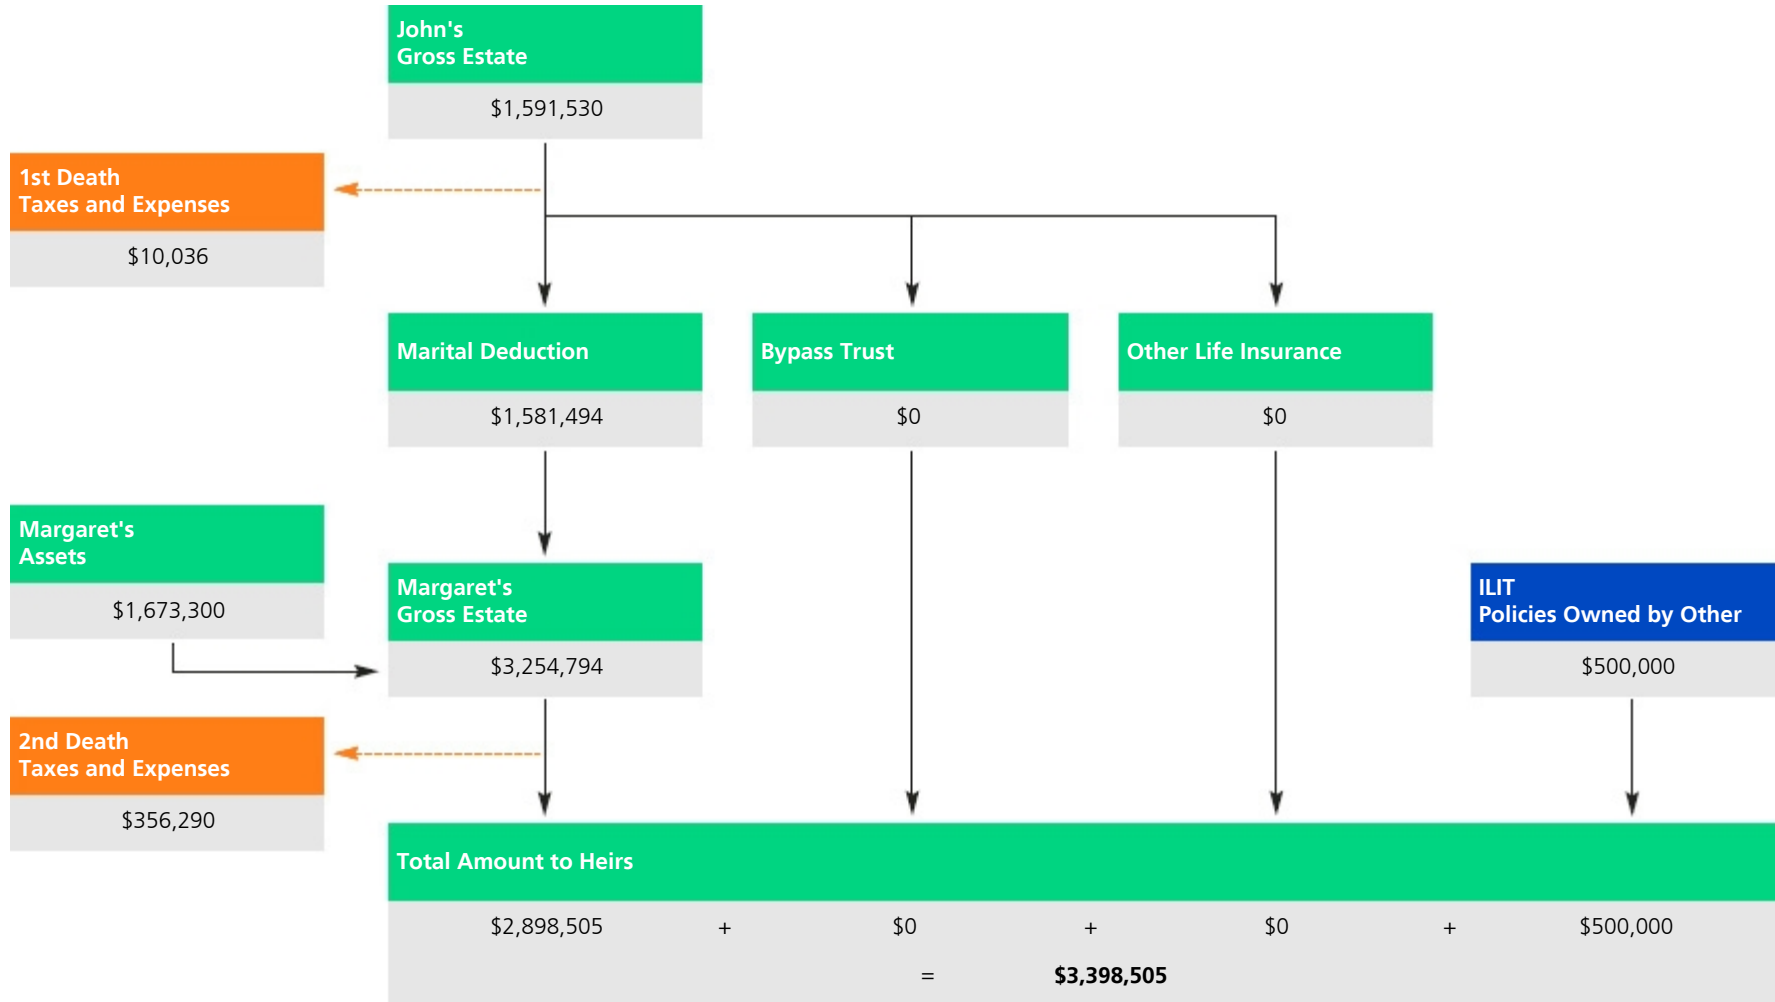 John's
Gross Estate
$1,591,530
1st Death
Taxes and Expenses
$10,036
Marital Deduction
$1,581,494
Bypass Trust
$0
Other Life Insurance
$0
Margaret's
Assets
$1,673,300
Margaret's
Gross Estate
$3,254,794
ILIT
Policies Owned by Other
$500,000
2nd Death
Taxes and Expenses
$356,290
Total Amount to Heirs
$2,898,505 + $0 + $0 + $500,000
= $3,398,505